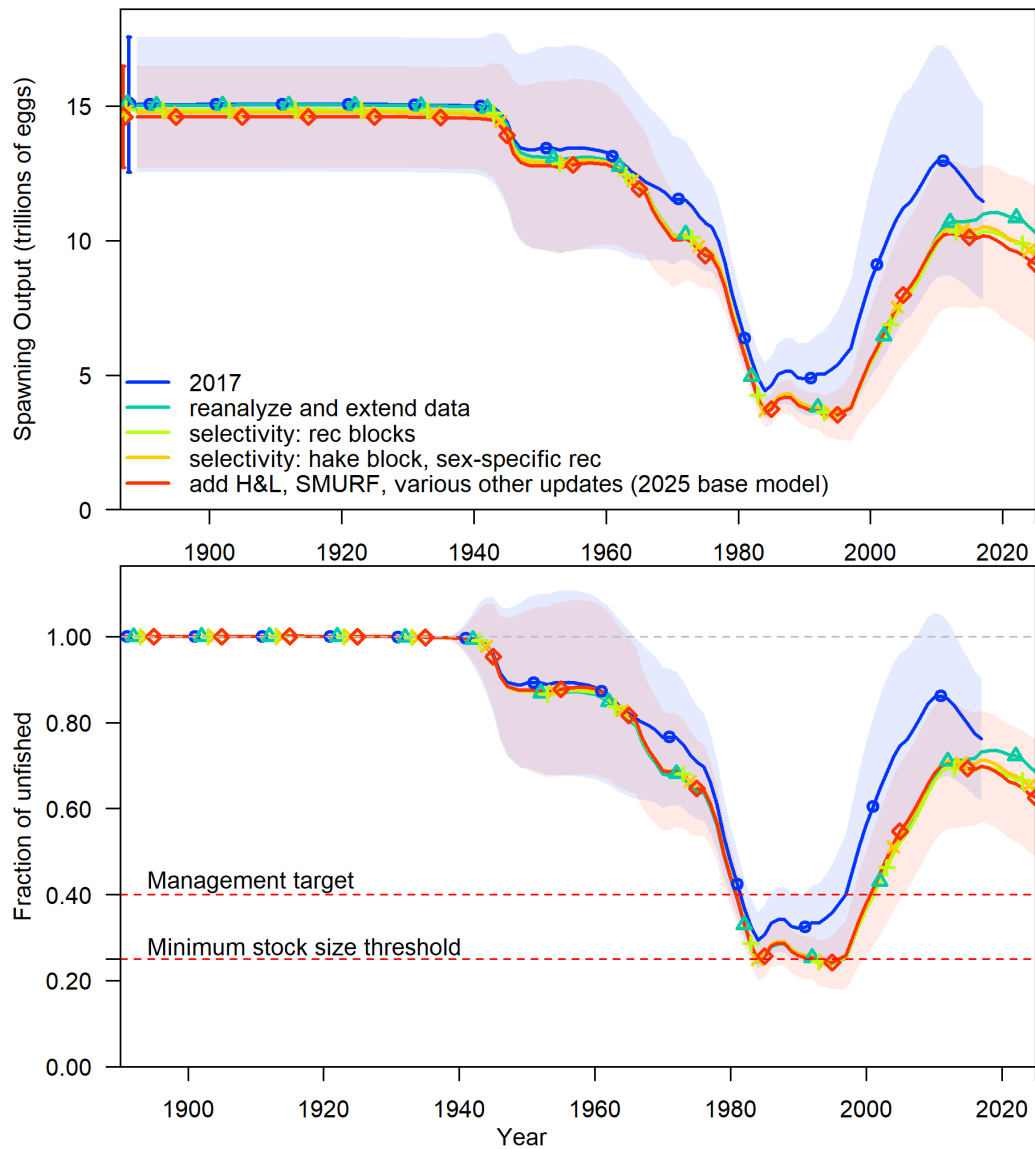 Spawning Output (trillions of eggs)
15
10
5
0
2017
reanalyze and extend data
selectivity: rec blocks
selectivity: hake block, sex-specific rec
add H&L, SMURF, various other updates (2025 base model)
1900 1920 1940 1960 1980 2000 2020
Fraction of unfished
1.00
0.80
0.60
Management target
0.40
Minimum stock size threshold
0.20
0.00
1900 1920 1940 1960 1980 2000 2020
Year